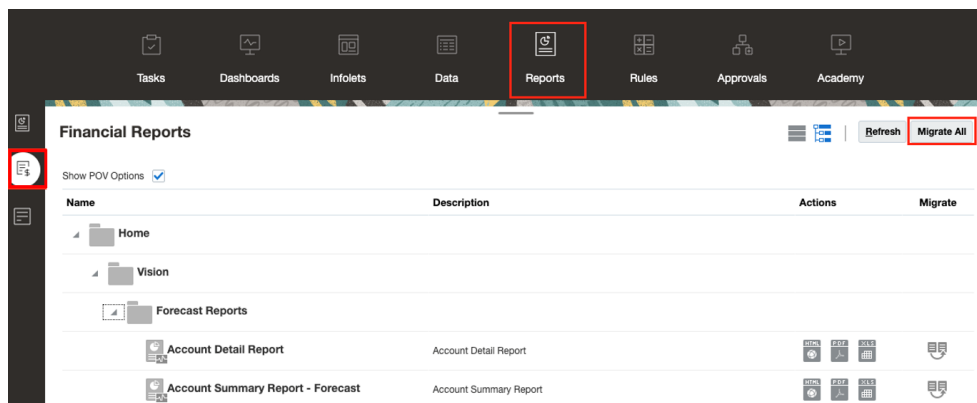 Tasks Dashboards Infolets Data Reports Rules Approvals Academy
Financial Reports Refresh Migrate All
Show POV Options
Name Description Actions Migrate
Home
Vision
Forecast Reports
Account Detail Report Account Detail Report HTML PDF XLS
Account Summary Report - Forecast Account Summary Report HTML PDF XLS